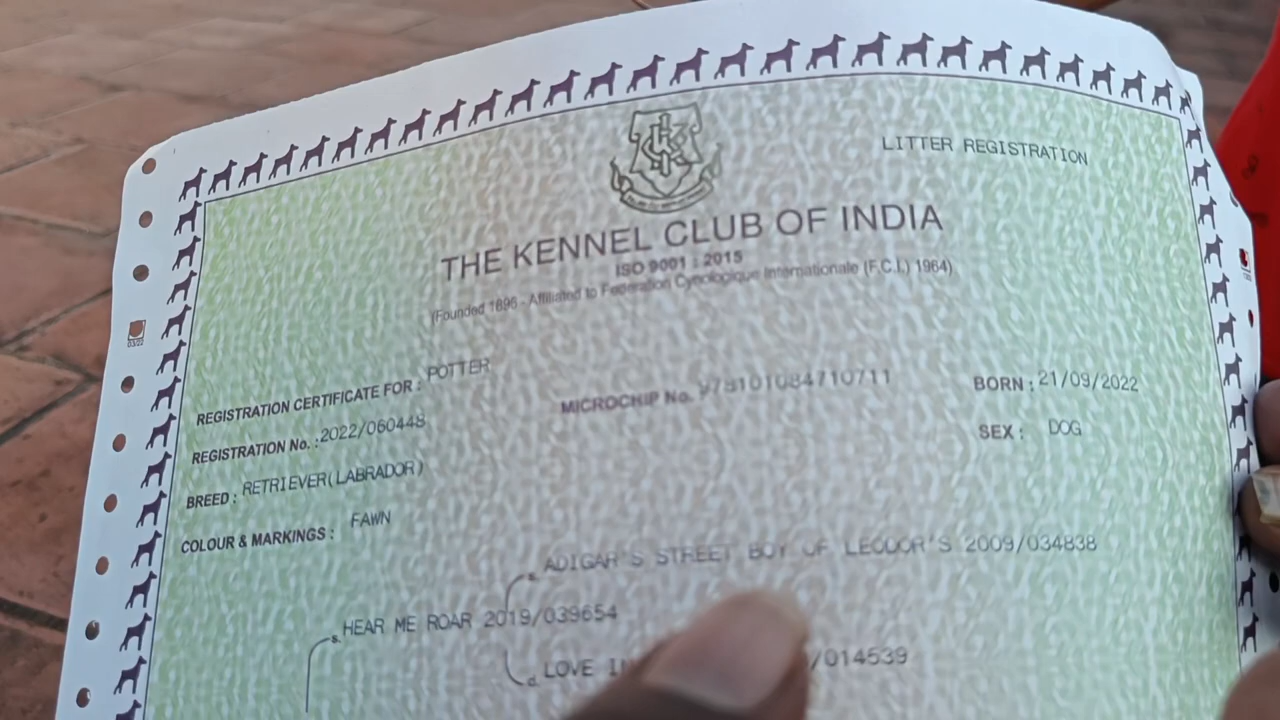 LITTER REGISTRATION
THE KENNEL CLUB OF INDIA
ISO 9001 : 2015
(Founded 1896 - Affiliated to Federation Cynologique Internationale (F.C.I.) 1964)
REGISTRATION CERTIFICATE FOR : POTTER
MICROCHIP No. 978101084710711
BORN : 21/09/2022
REGISTRATION No. : 2022/060448
SEX : DOG
BREED : RETRIEVER(LABRADOR)
COLOUR & MARKINGS : FAWN
s. ADIGAR'S STREET BOY OF LEODOR'S 2009/034838
s. HEAR ME ROAR 2019/039654
d. LOVE /014539